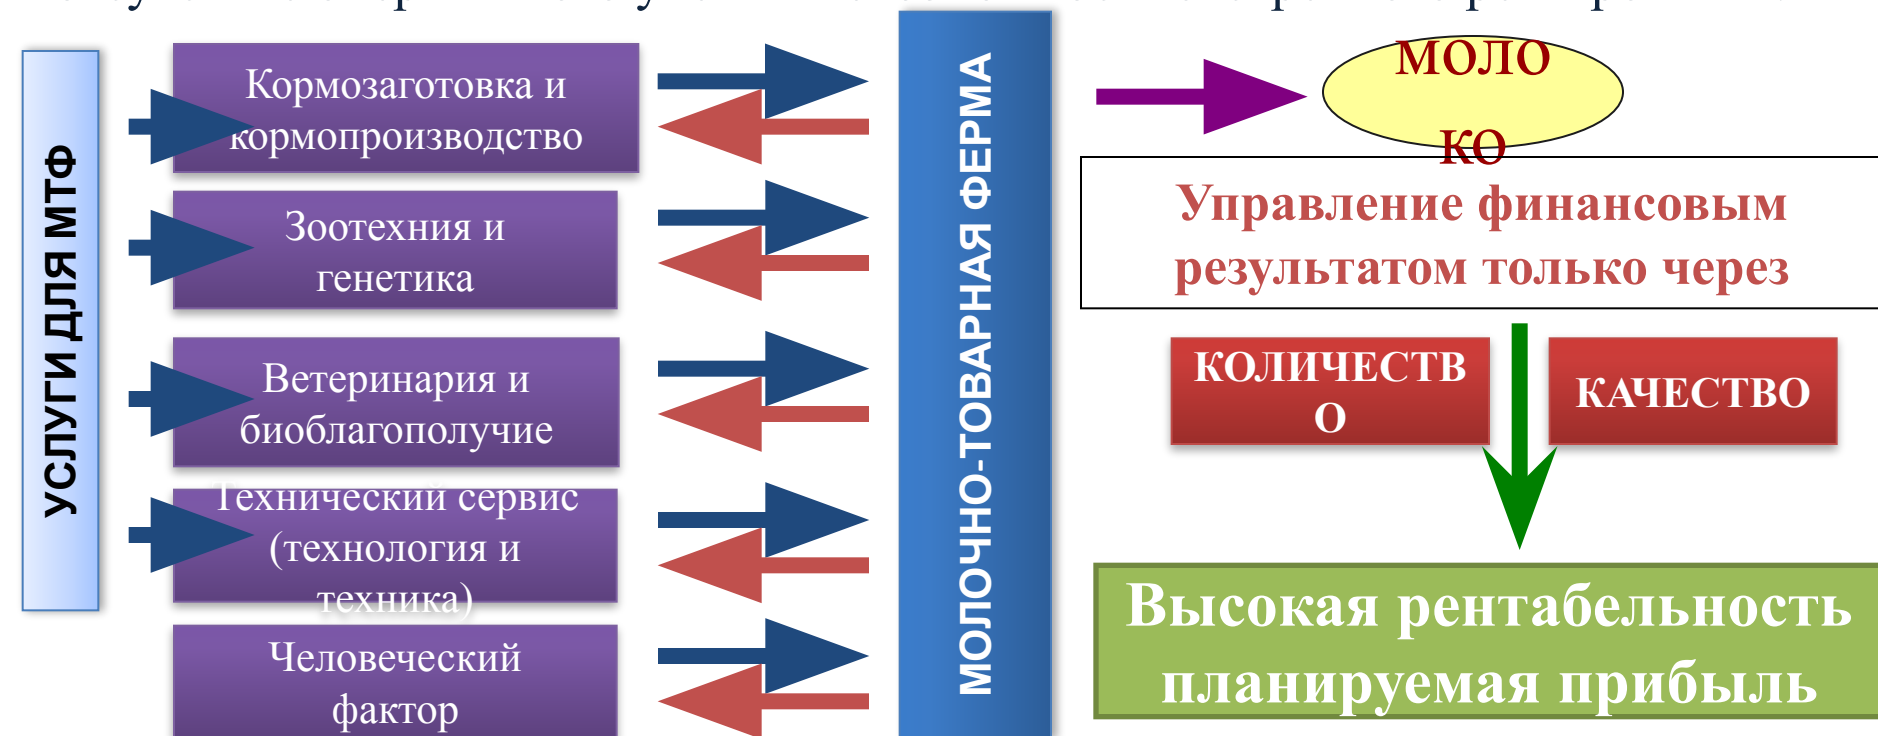 УСЛУГИ ДЛЯ МТФ
Кормозаготовка и
кормопроизводство
Зоотехния и
генетика
Ветеринария и
биоблагополучие
Технический сервис
(технология и
техника)
Человеческий
фактор
МОЛОЧНО-ТОВАРНАЯ ФЕРМА
МОЛО
КО
Управление финансовым
результатом только через
КОЛИЧЕСТВ
О
КАЧЕСТВО
Высокая рентабельность
планируемая прибыль